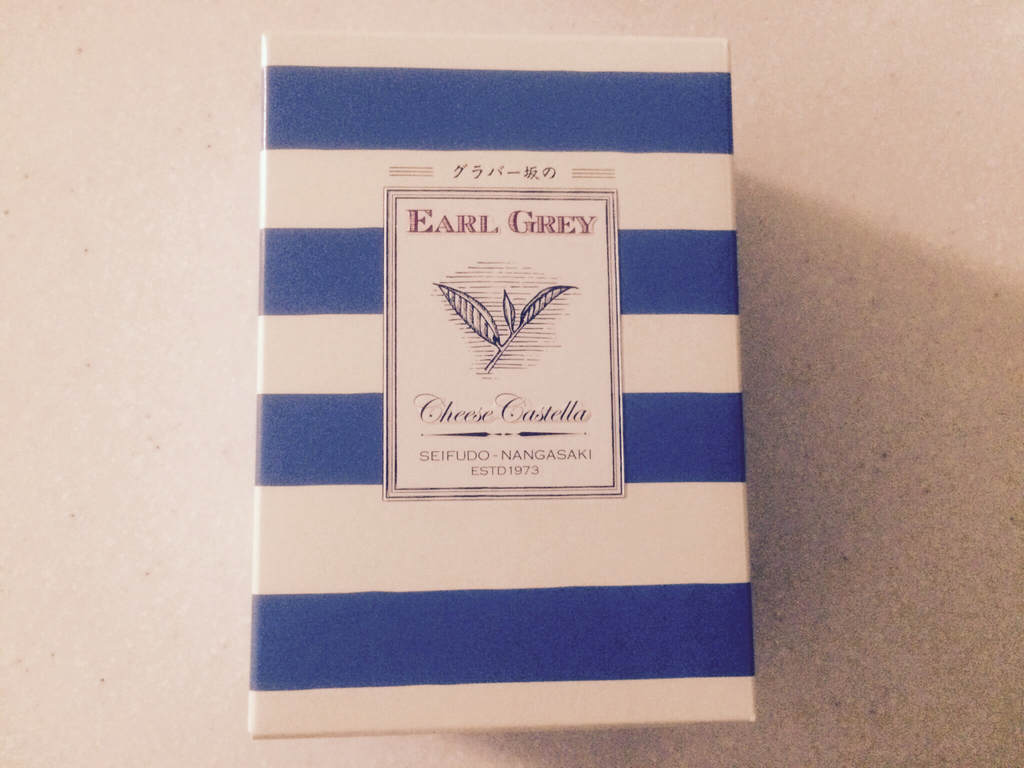 グラバー坂の
EARL GREY
Cheese Castella
SEIFUDO-NANGASAKI
ESTD1973